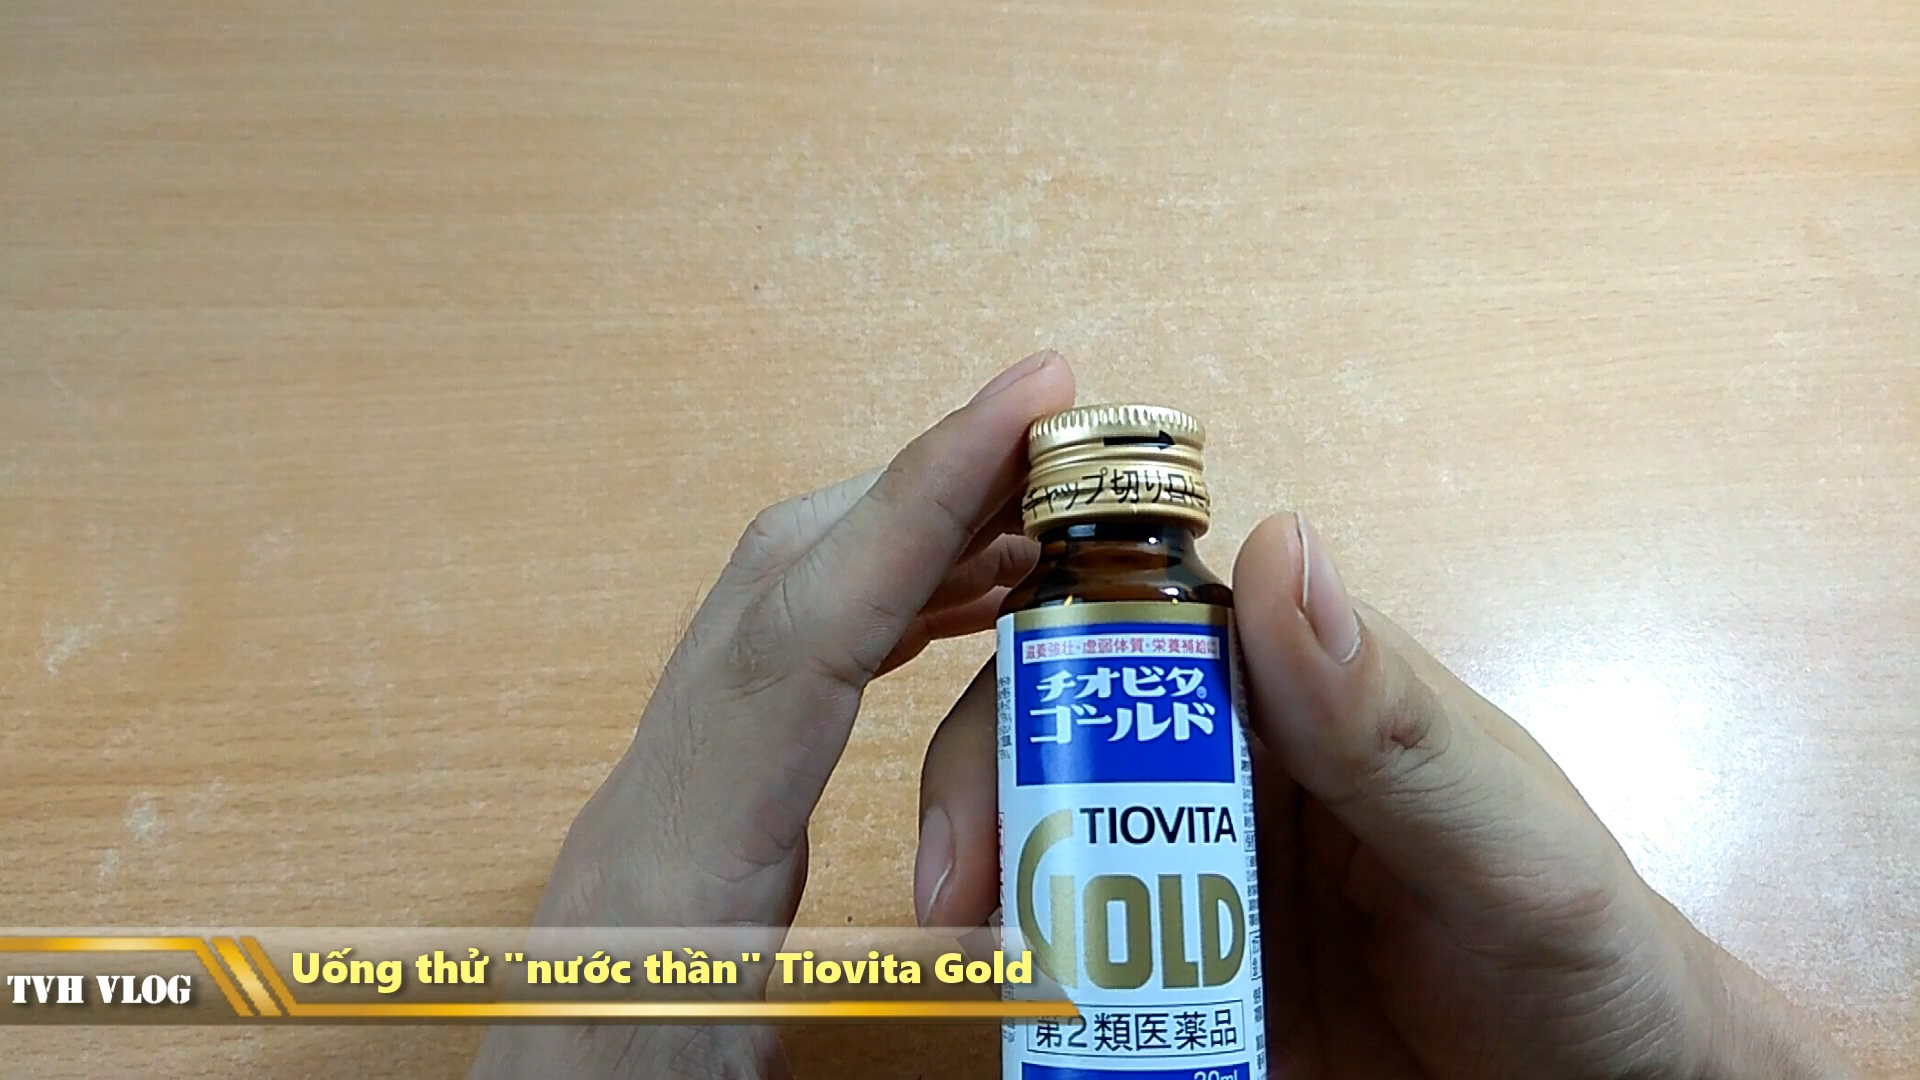 キャップ切り口
滋養強壮・虚弱体質・栄養補給に
チオビタ®
ゴールド
TIOVITA
GOLD
第2類医薬品
Uống thử "nước thần" Tiovita Gold
TVH VLOG